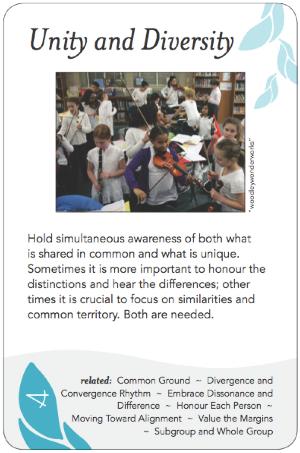 Unity and Diversity
"woodleywonderworks"
Hold simultaneous awareness of both what
is shared in common and what is unique.
Sometimes it is more important to honour the
distinctions and hear the differences; other
times it is crucial to focus on similarities and
common territory. Both are needed.
related: Common Ground ~ Divergence and
Convergence Rhythm ~ Embrace Dissonance and
Difference ~ Honour Each Person ~
Moving Toward Alignment ~ Value the Margins
~ Subgroup and Whole Group
4